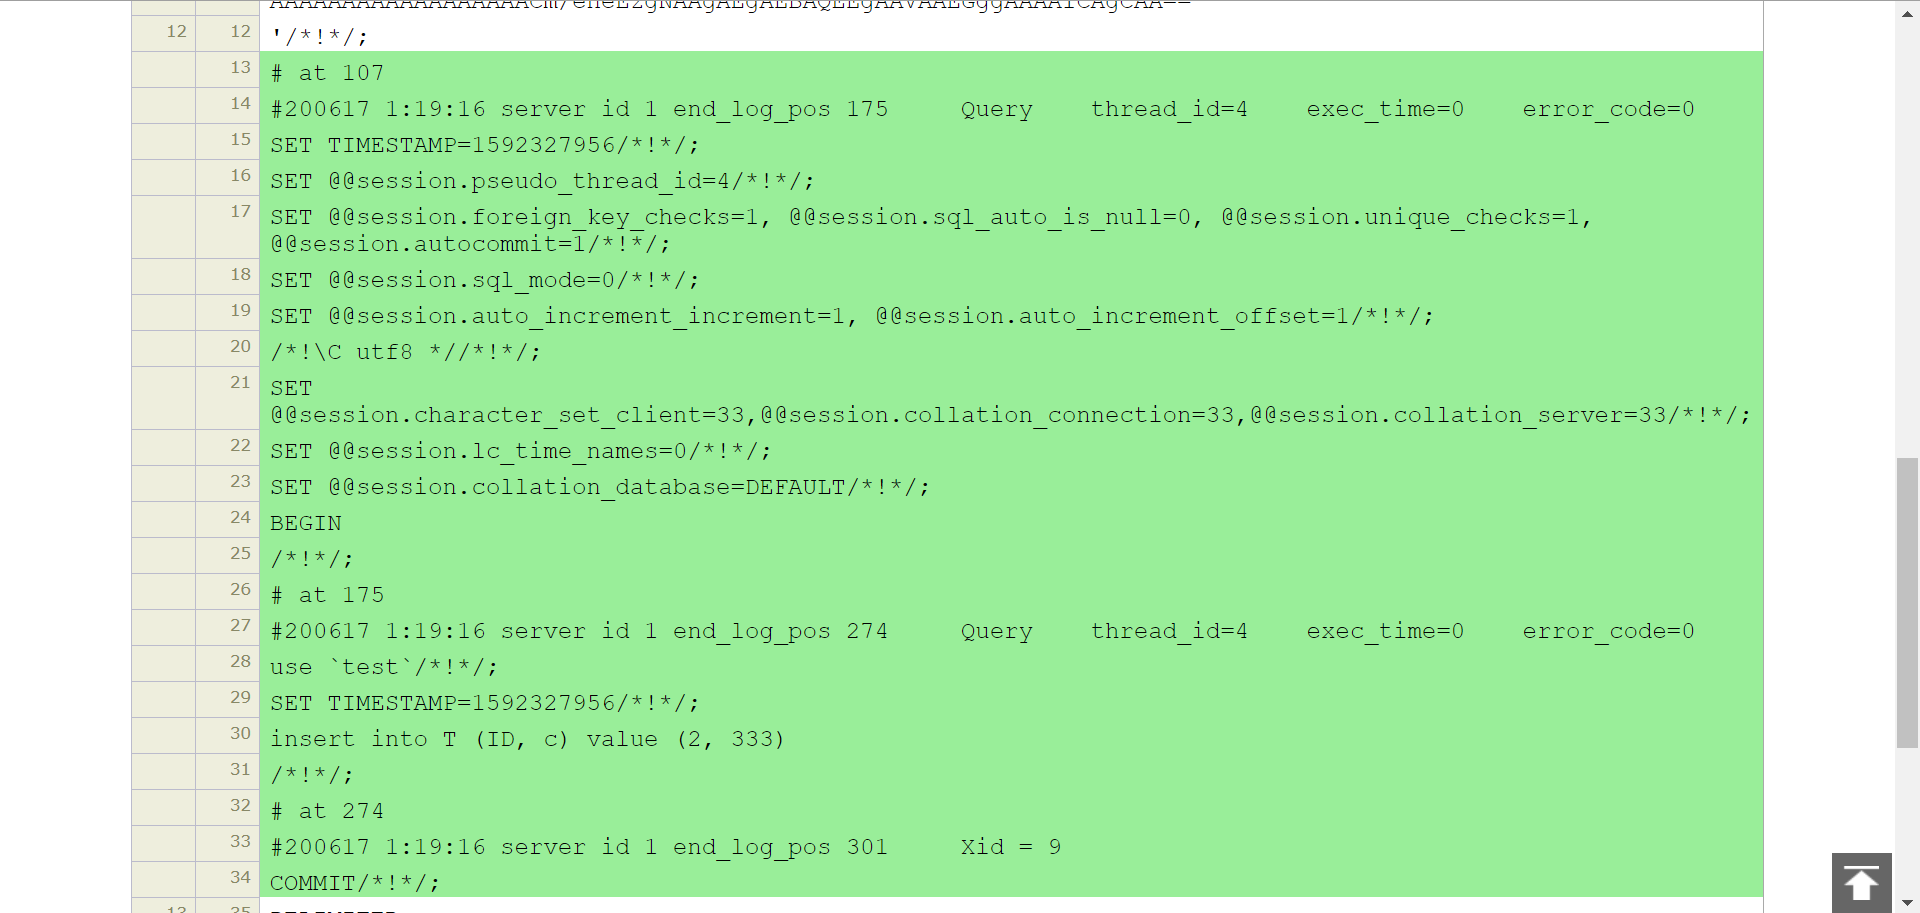 12 12 '/*!*/;
13 # at 107
14 #200617 1:19:16 server id 1 end_log_pos 175 Query thread_id=4 exec_time=0 error_code=0
15 SET TIMESTAMP=1592327956/*!*/;
16 SET @@session.pseudo_thread_id=4/*!*/;
17 SET @@session.foreign_key_checks=1, @@session.sql_auto_is_null=0, @@session.unique_checks=1,
@@session.autocommit=1/*!*/;
18 SET @@session.sql_mode=0/*!*/;
19 SET @@session.auto_increment_increment=1, @@session.auto_increment_offset=1/*!*/;
20 /*!\C utf8 *//*!*/;
21 SET
@@session.character_set_client=33,@@session.collation_connection=33,@@session.collation_server=33/*!*/;
22 SET @@session.lc_time_names=0/*!*/;
23 SET @@session.collation_database=DEFAULT/*!*/;
24 BEGIN
25 /*!*/;
26 # at 175
27 #200617 1:19:16 server id 1 end_log_pos 274 Query thread_id=4 exec_time=0 error_code=0
28 use `test`/*!*/;
29 SET TIMESTAMP=1592327956/*!*/;
30 insert into T (ID, c) value (2, 333)
31 /*!*/;
32 # at 274
33 #200617 1:19:16 server id 1 end_log_pos 301 Xid = 9
34 COMMIT/*!*/;
13 35